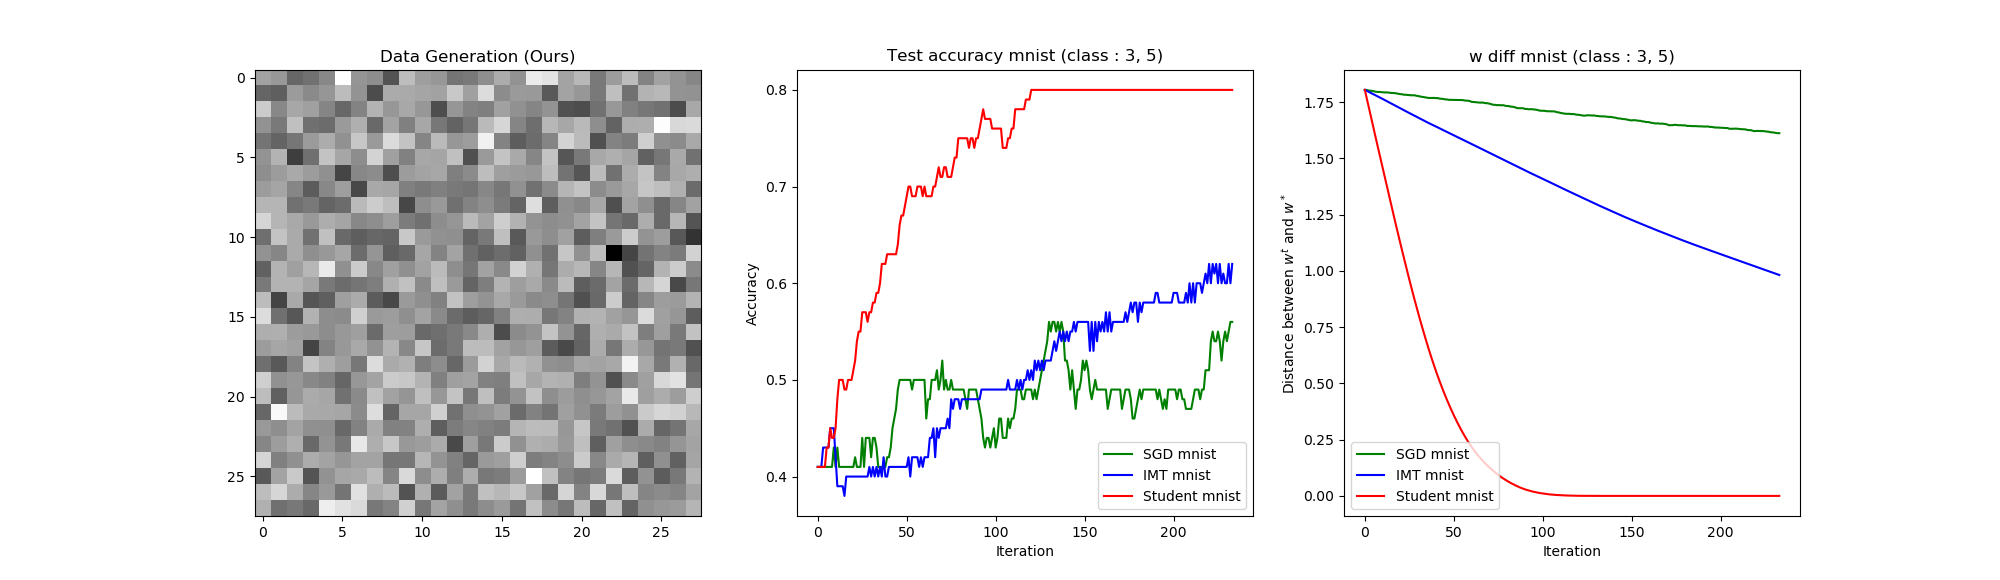 Data Generation (Ours)
0
5
10
15
20
25
0 5 10 15 20 25
Test accuracy mnist (class : 3, 5)
Accuracy
0.8
0.7
0.6
0.5
0.4
SGD mnist
IMT mnist
Student mnist
0 50 100 150 200
Iteration
w diff mnist (class : 3, 5)
Distance between w^t and w^*
1.75
1.50
1.25
1.00
0.75
0.50
0.25
0.00
SGD mnist
IMT mnist
Student mnist
0 50 100 150 200
Iteration